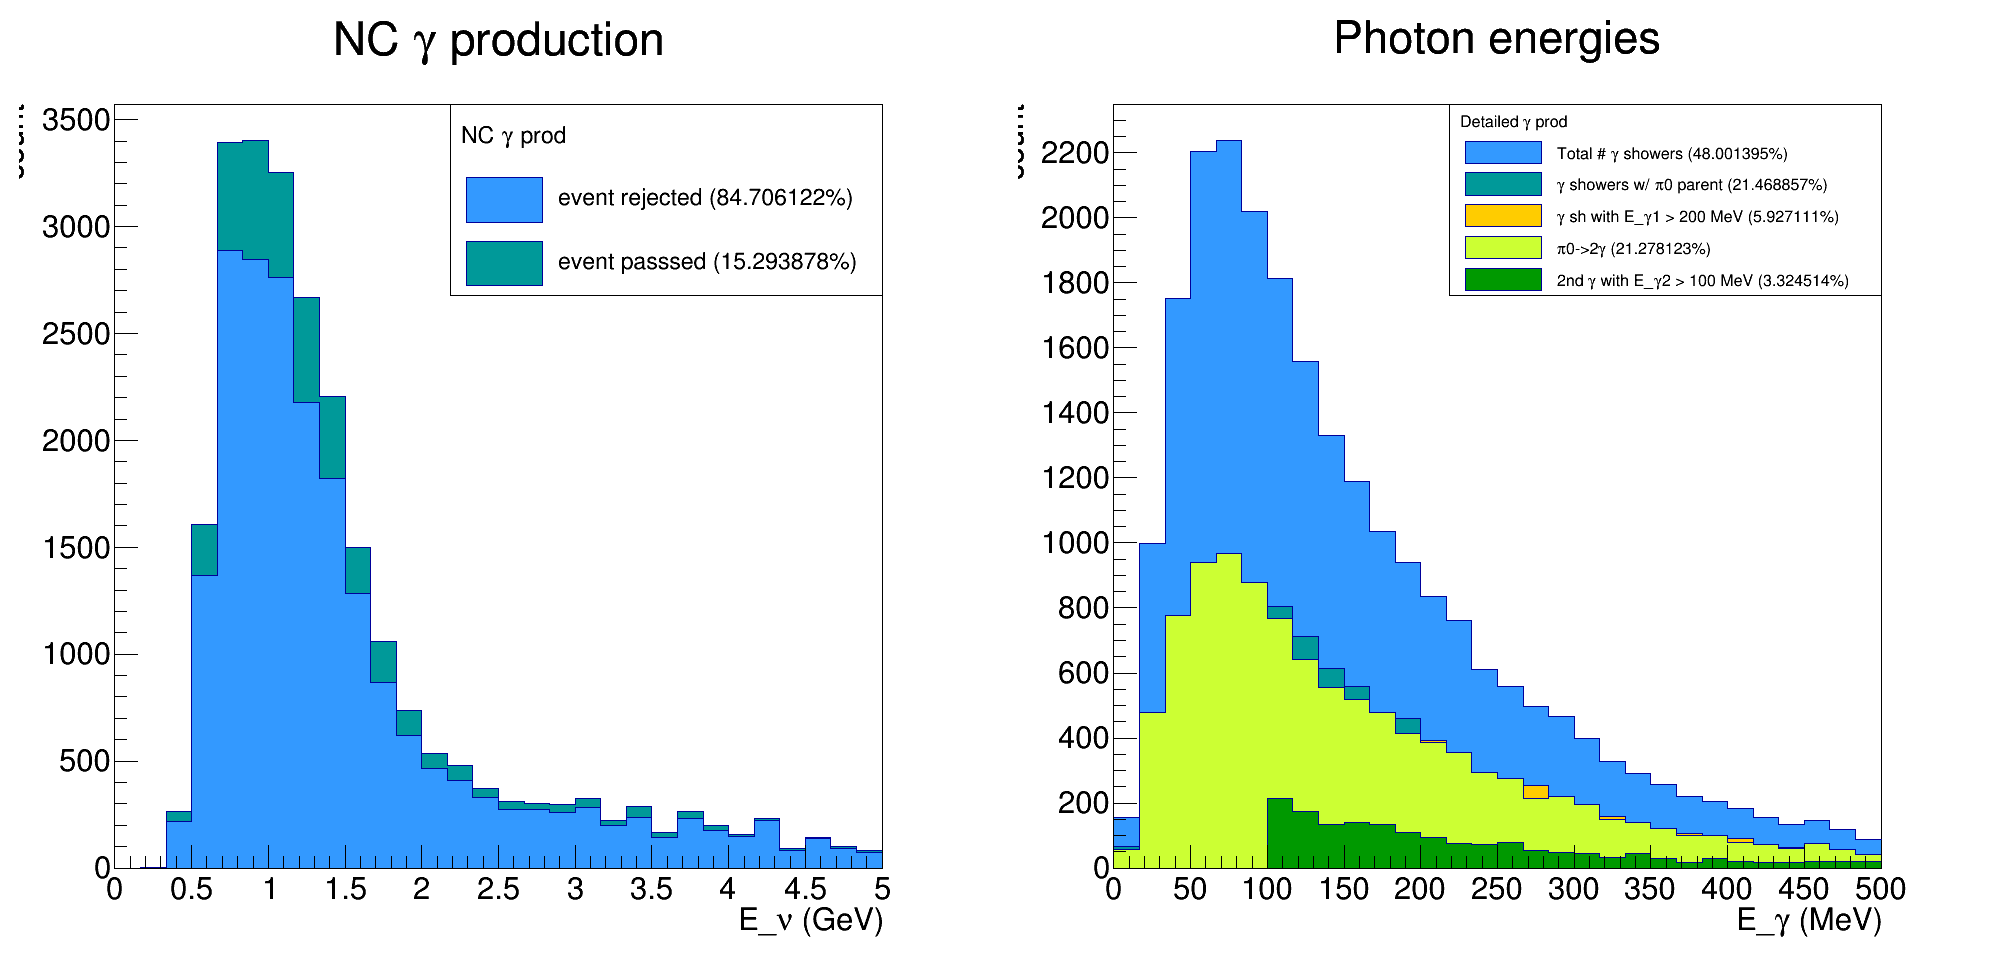 NC γ production
3500
3000
2500
2000
1500
1000
500
0
0 0.5 1 1.5 2 2.5 3 3.5 4 4.5 5
E_ν (GeV)
NC γ prod
event rejected (84.706122%)
event passsed (15.293878%)
Photon energies
2200
2000
1800
1600
1400
1200
1000
800
600
400
200
0
0 50 100 150 200 250 300 350 400 450 500
E_γ (MeV)
Detailed γ prod
Total # γ showers (48.001395%)
γ showers w/ π0 parent (21.468857%)
γ sh with E_γ1 > 200 MeV (5.927111%)
π0->2γ (21.278123%)
2nd γ with E_γ2 > 100 MeV (3.324514%)